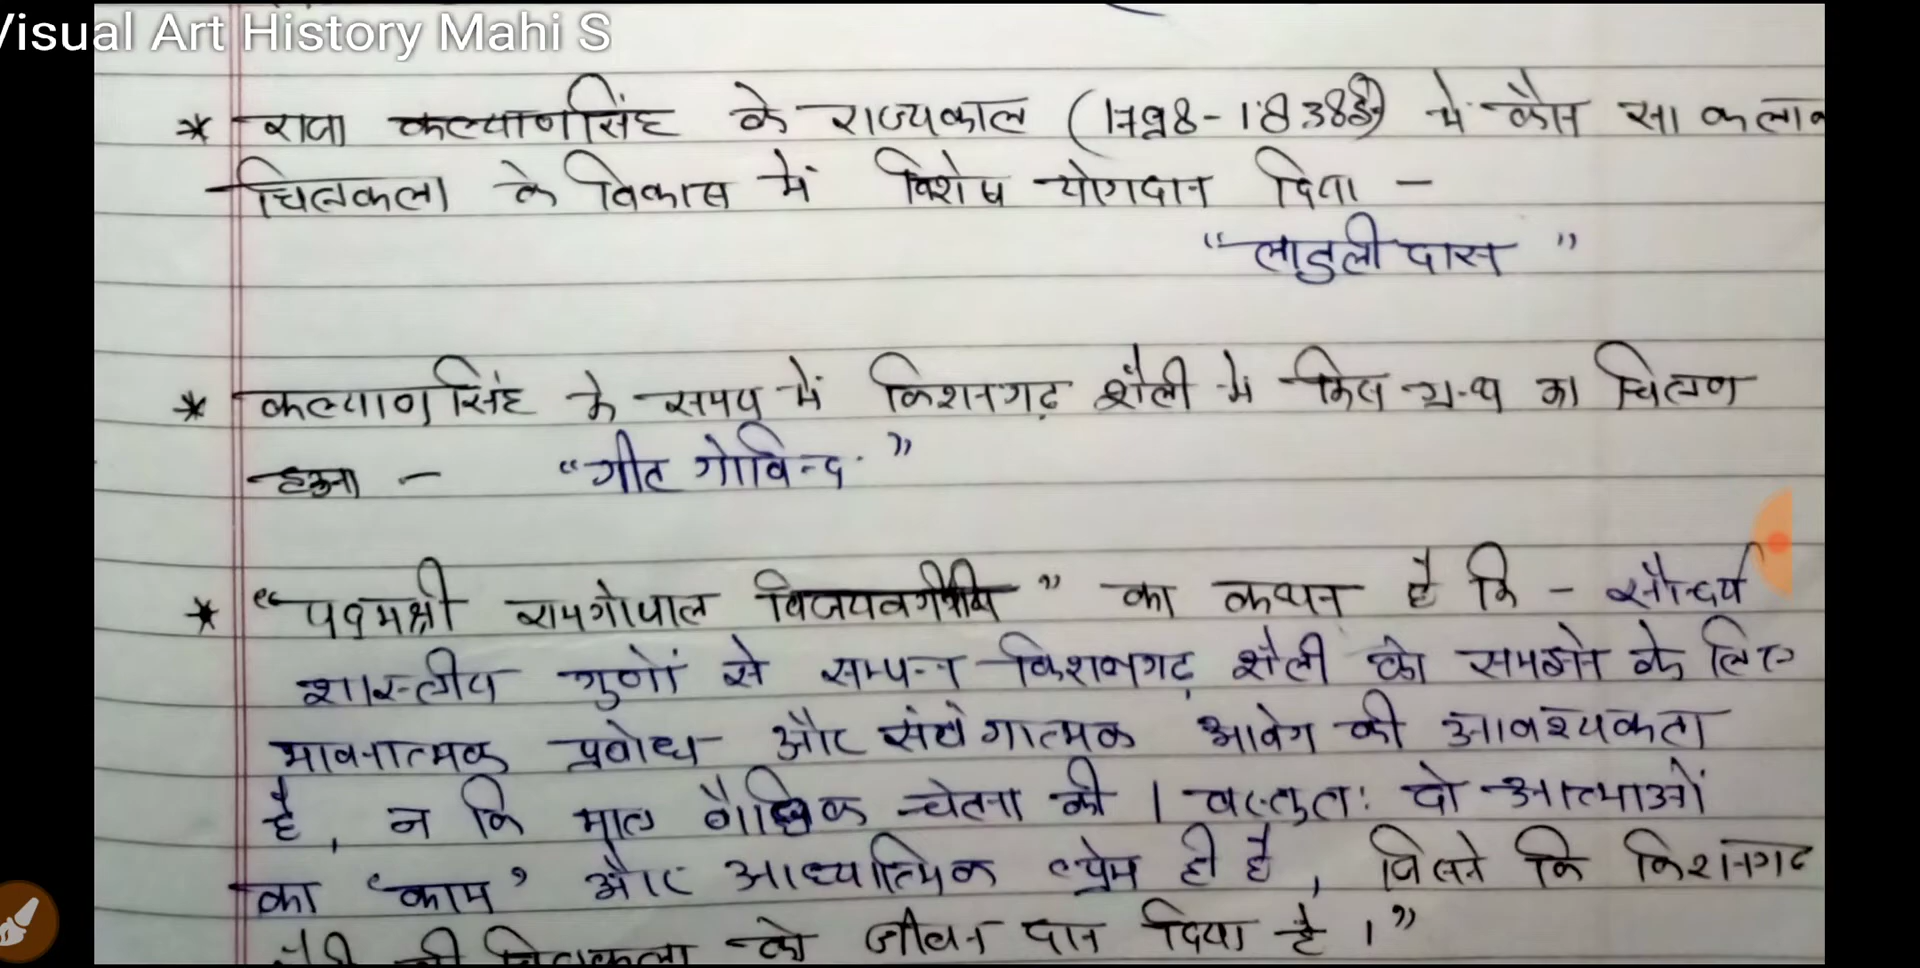 Visual Art History Mahi S
* राजा कल्याणसिंह के राज्यकाल (1798-1838ई) में कौन सा कलाक
चित्रकला के विकास में विशेष योगदान दिया -
"लाडुली दास"
* कल्याणसिंह के समय में किशनगढ़ शैली में किस ग्रन्थ का चित्रण
हुआ - "गीत गोविन्द"
* "पद्मश्री रामगोपाल विजयवर्गीय" का कथन है कि - सौन्दर्य
शास्त्रीय गुणों से सम्पन्न किशनगढ़ शैली को समझने के लिए
भावनात्मक प्रबोध और संवेगात्मक आवेग की आवश्यकता
है, न कि मात्र बौद्धिक चेतना की। वस्तुतः दो आत्माओं
का 'काम' और आध्यात्मिक प्रेम ही है, जिसने कि किशनगढ
की चित्रकला को जीवन दान दिया है।"